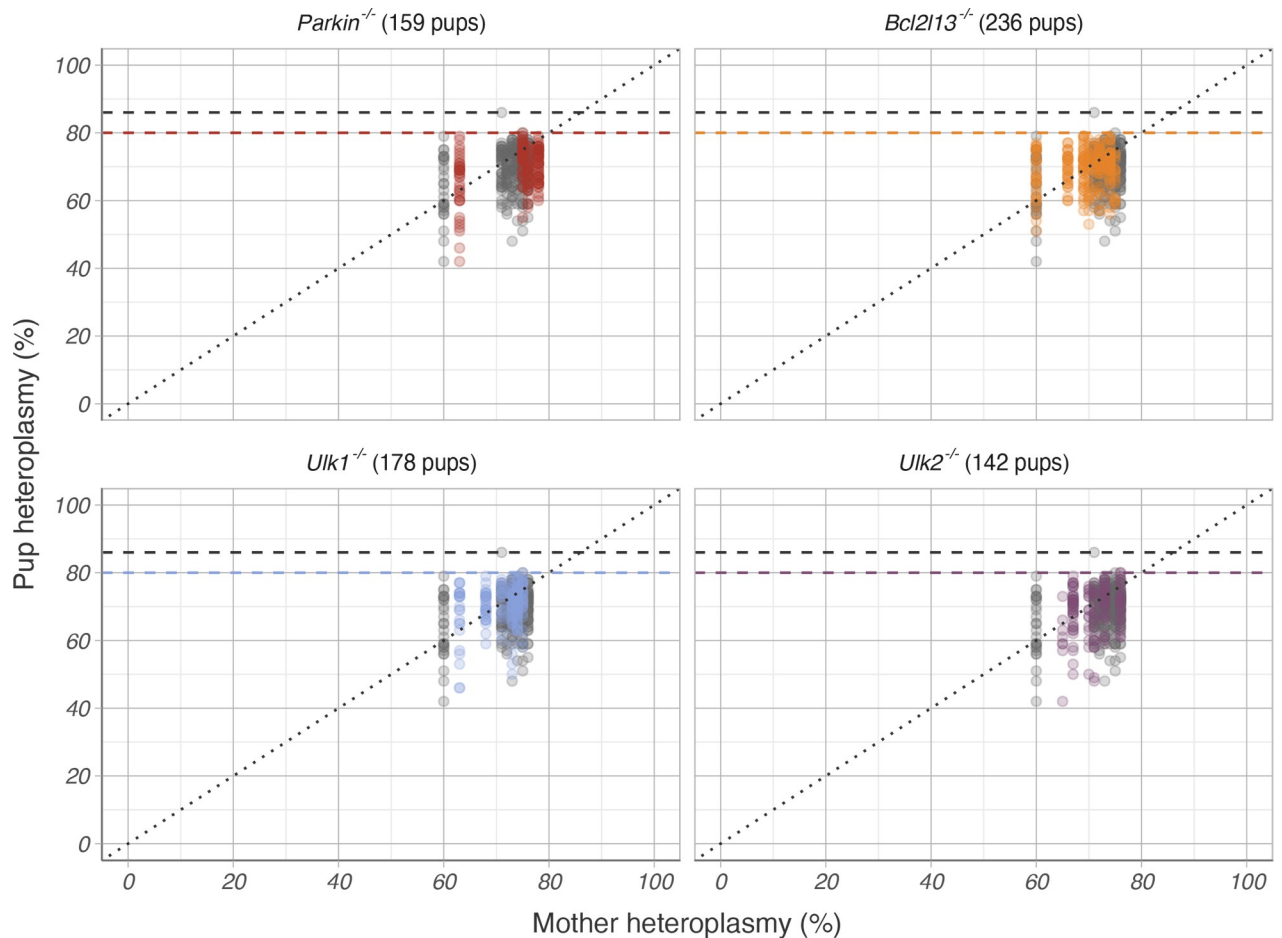 Parkin-/- (159 pups)
Bcl2l13-/- (236 pups)
100
80
60
40
20
0
Pup heteroplasmy (%)
Ulk1-/- (178 pups)
Ulk2-/- (142 pups)
100
80
60
40
20
0
0 20 40 60 80 100
0 20 40 60 80 100
Mother heteroplasmy (%)